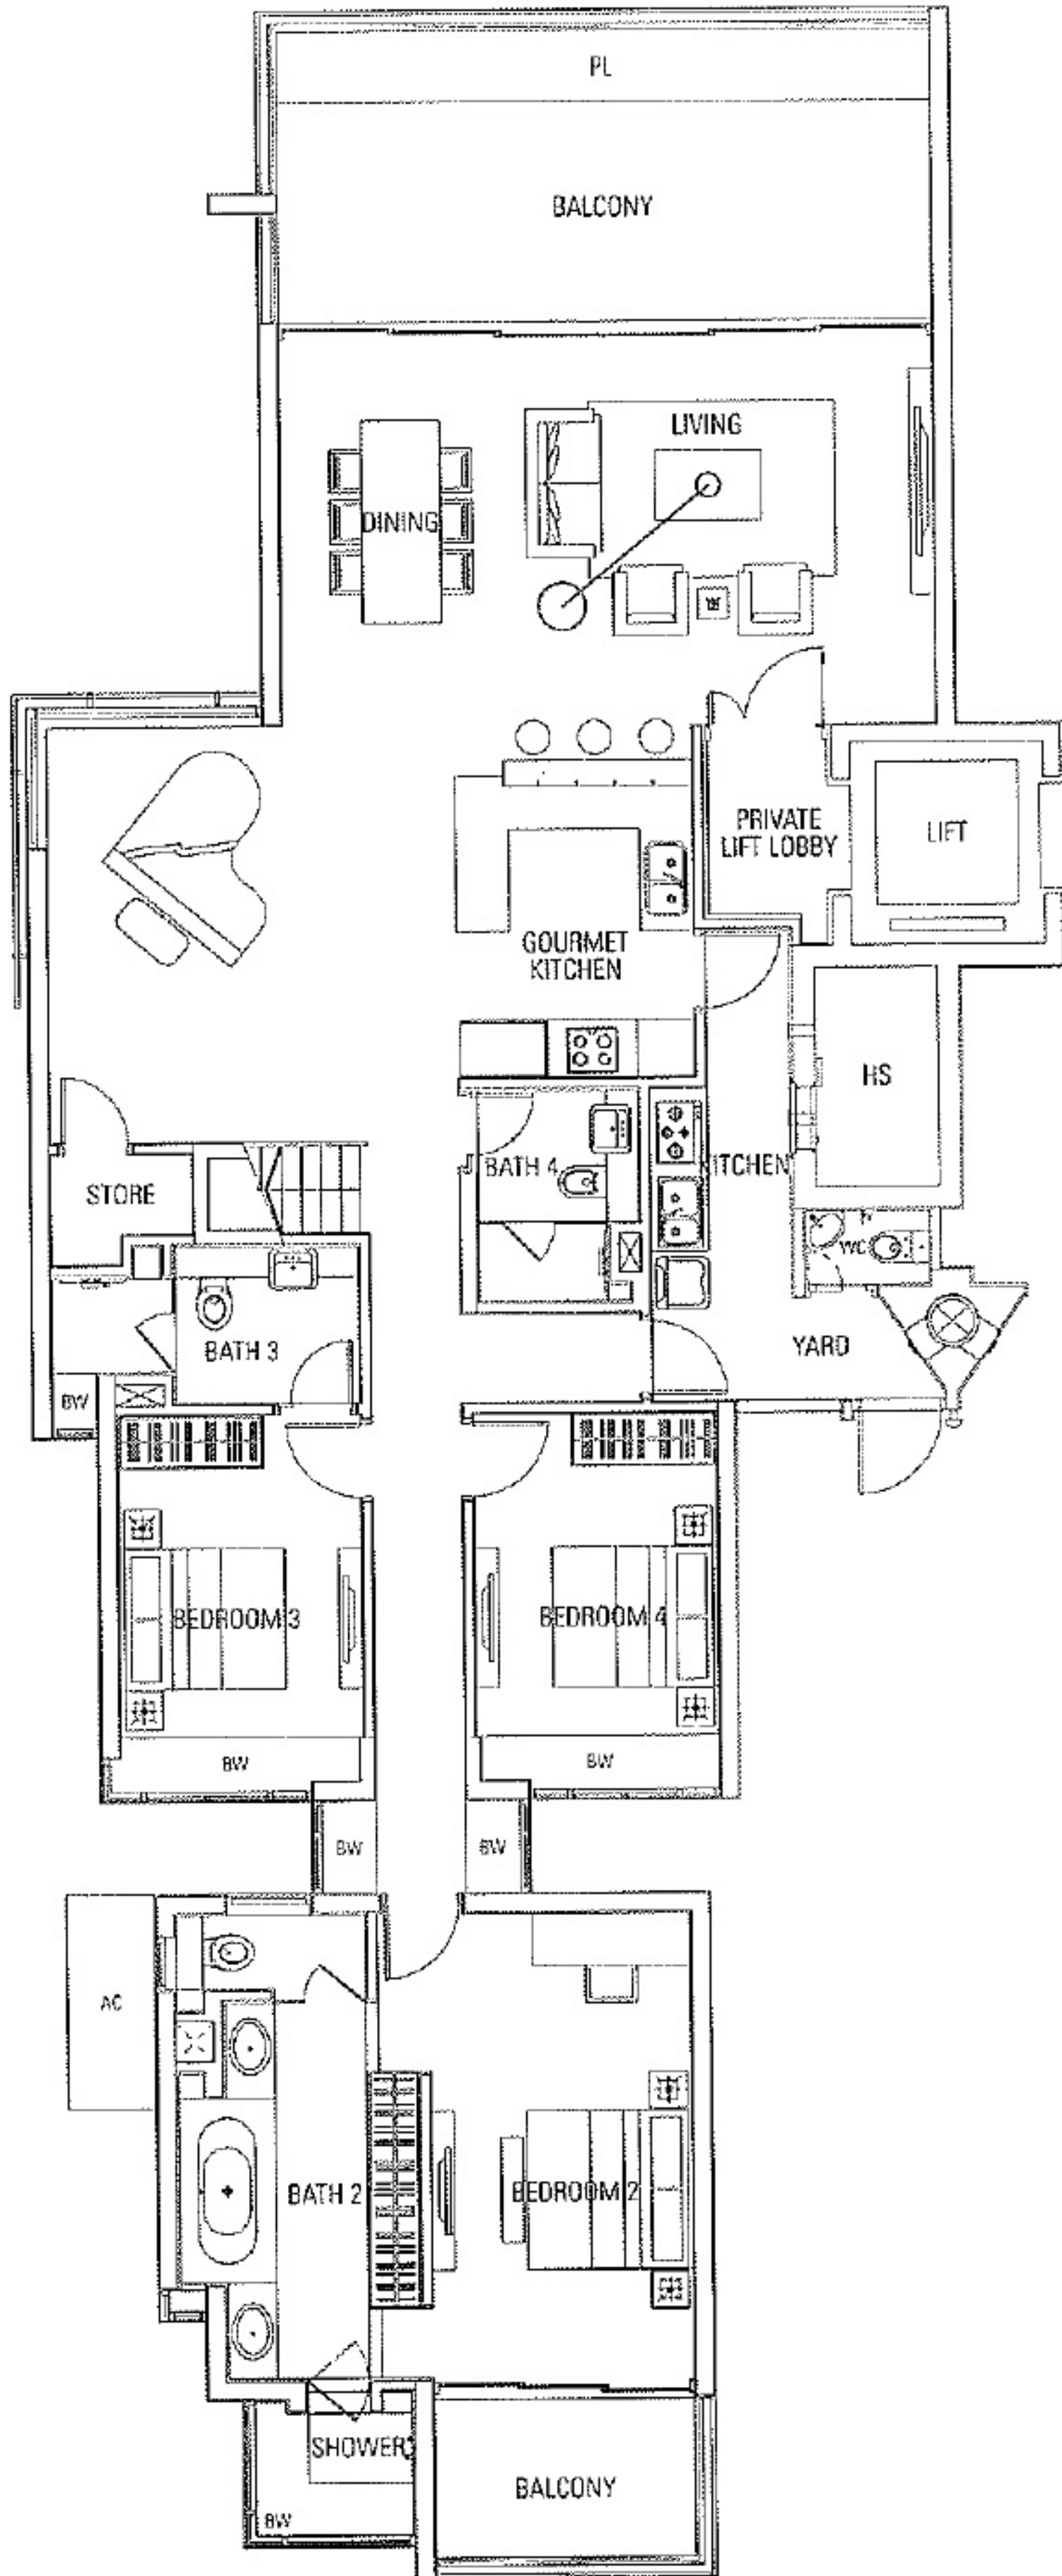 PL
BALCONY
LIVING
DINING
PRIVATE
LIFT LOBBY
LIFT
GOURMET
KITCHEN
HS
BATH 4
KITCHEN
STORE
WC
BATH 3
YARD
BW
BEDROOM 3
BEDROOM 4
BW
BW
BW
BW
AC
BATH 2
BEDROOM 2
SHOWER
BALCONY
BW